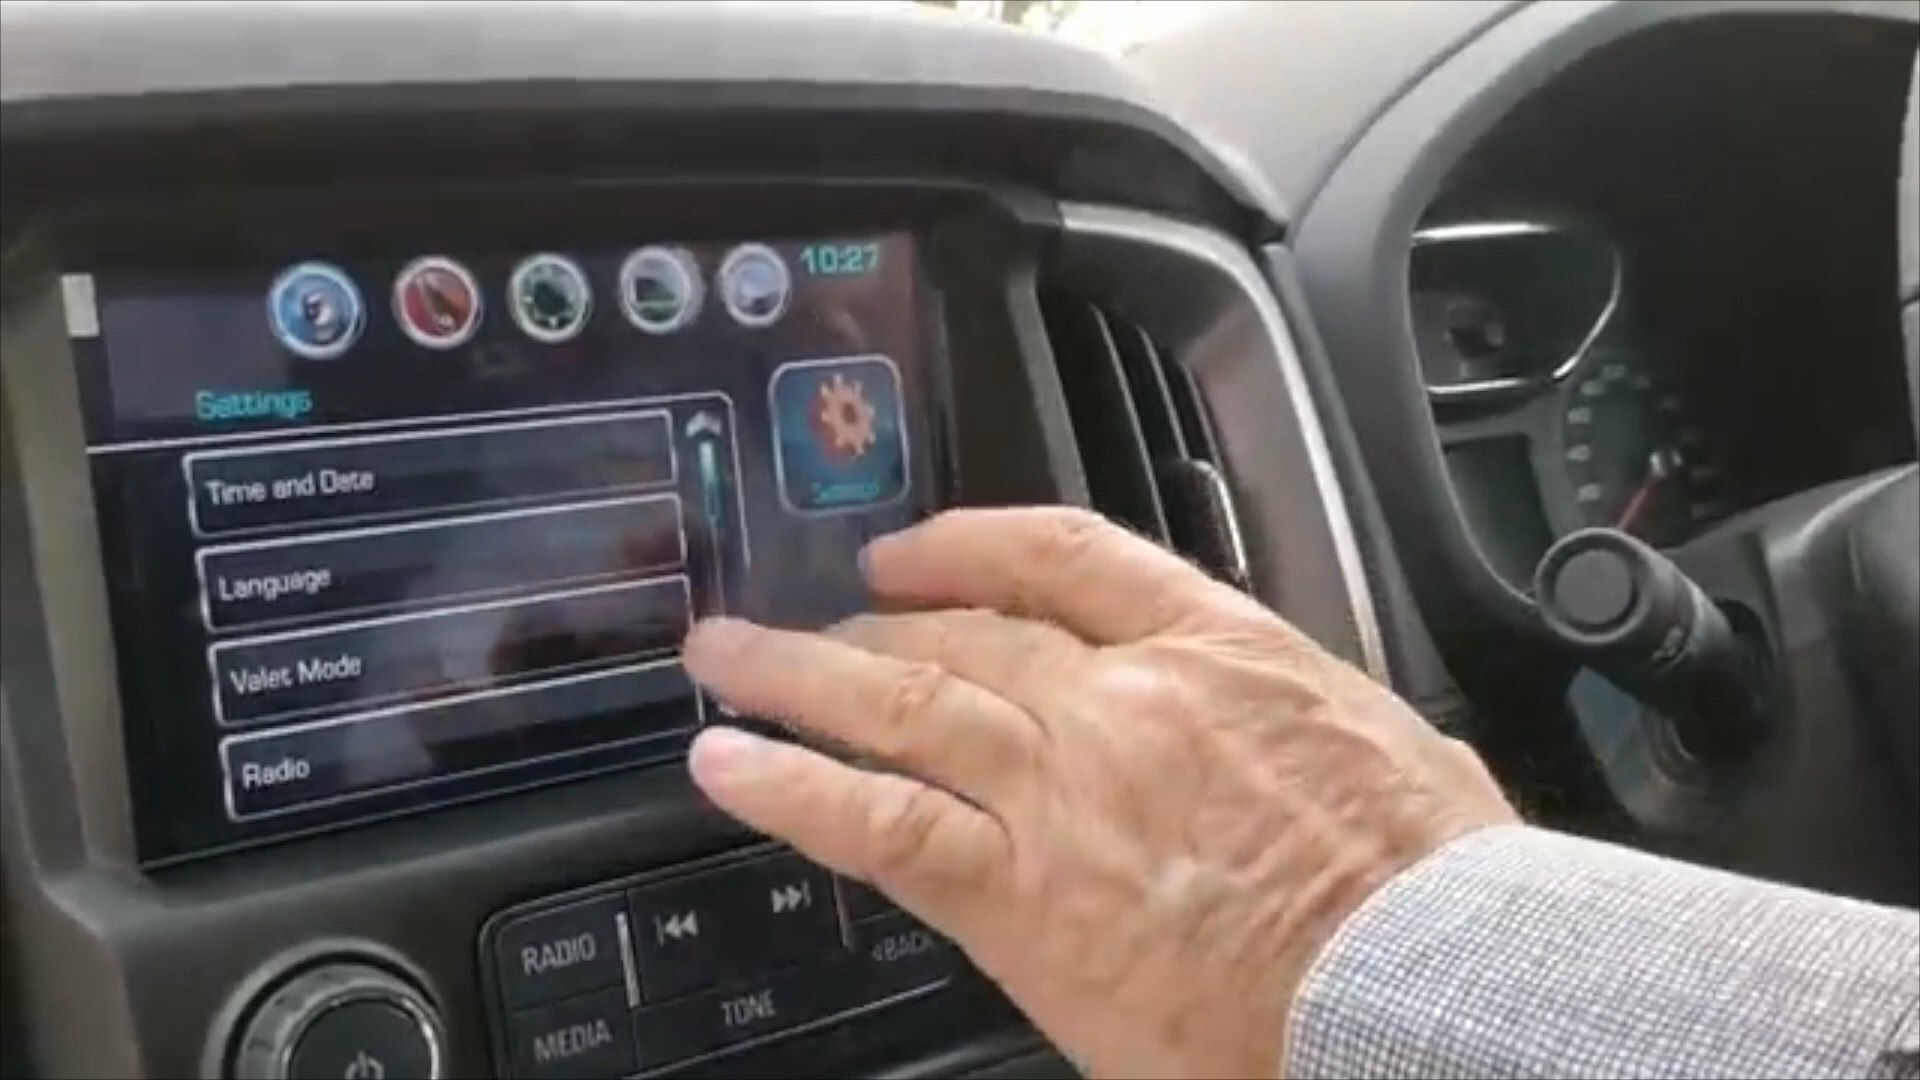 10:27
Settings
Time and Date
Settings
Language
Valet Mode
Radio
RADIO
<BACK
MEDIA
TONE